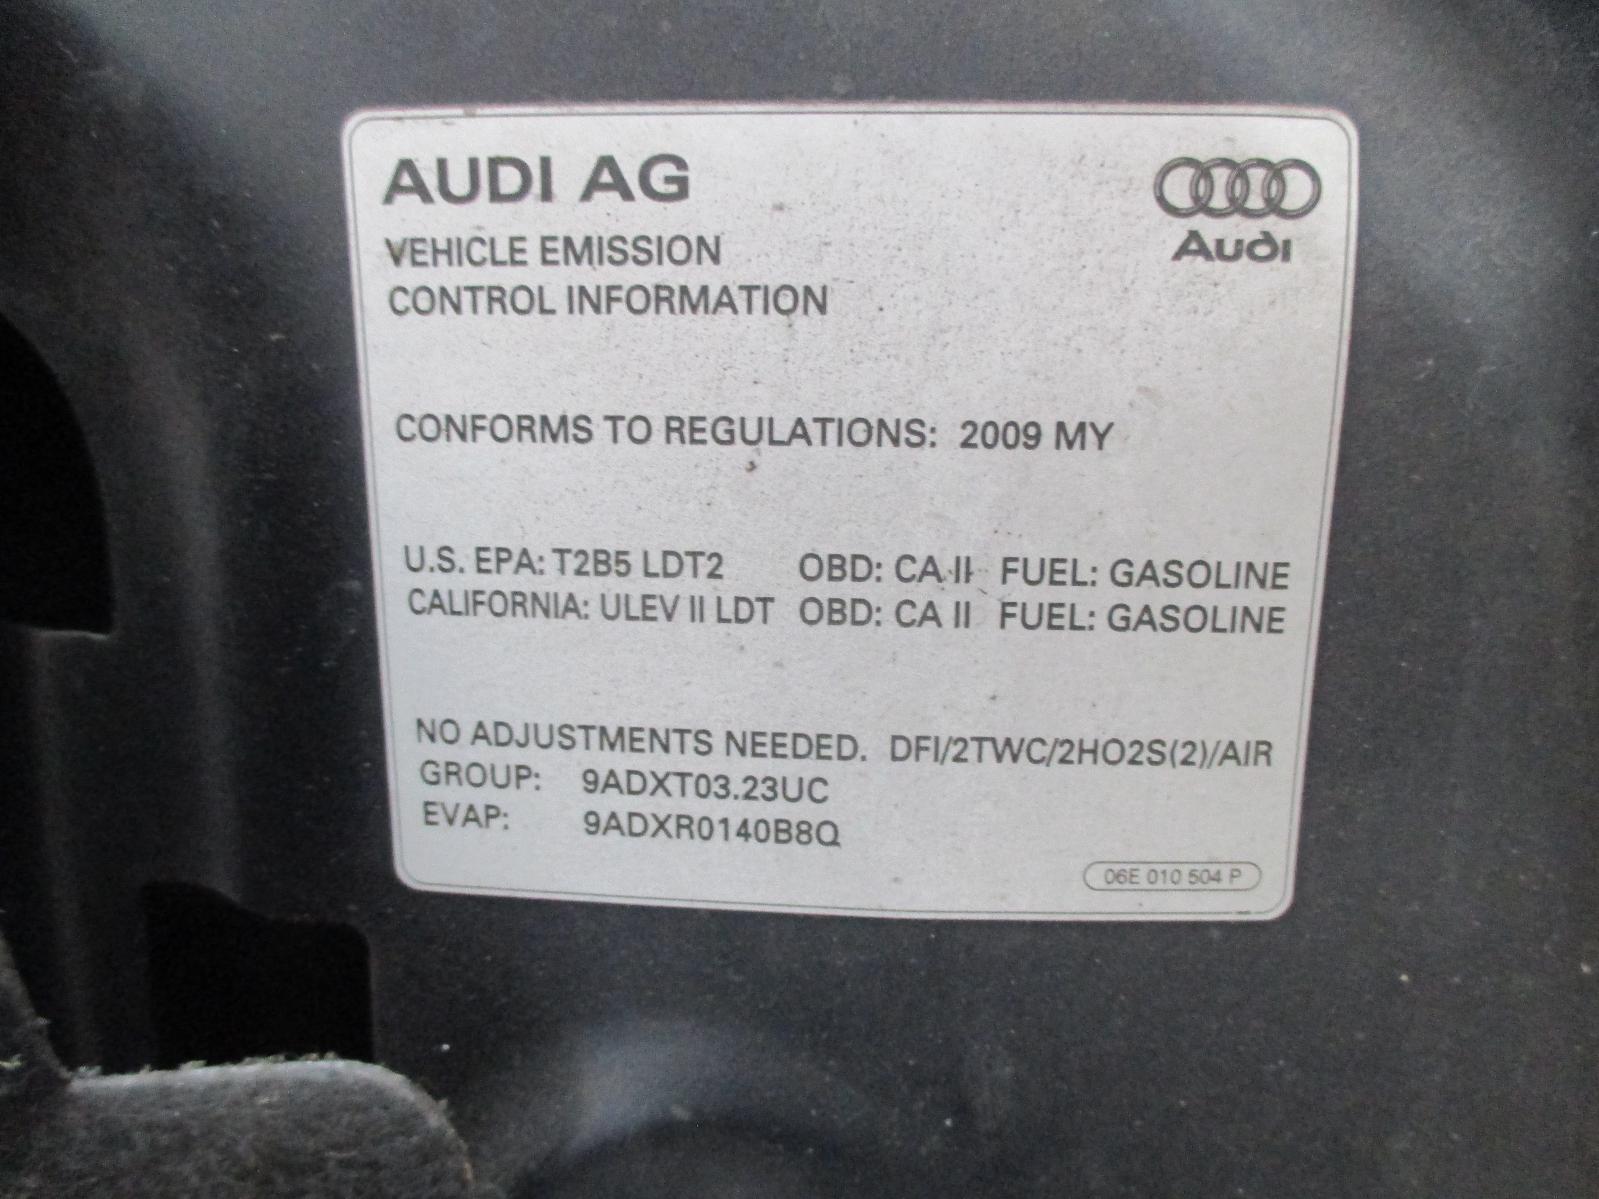 AUDI AG
Audi
VEHICLE EMISSION
CONTROL INFORMATION
CONFORMS TO REGULATIONS: 2009 MY
U.S. EPA: T2B5 LDT2 OBD: CA II FUEL: GASOLINE
CALIFORNIA: ULEV II LDT OBD: CA II FUEL: GASOLINE
NO ADJUSTMENTS NEEDED. DFI/2TWC/2HO2S(2)/AIR
GROUP: 9ADXT03.23UC
EVAP: 9ADXR0140B8Q
06E 010 504 P